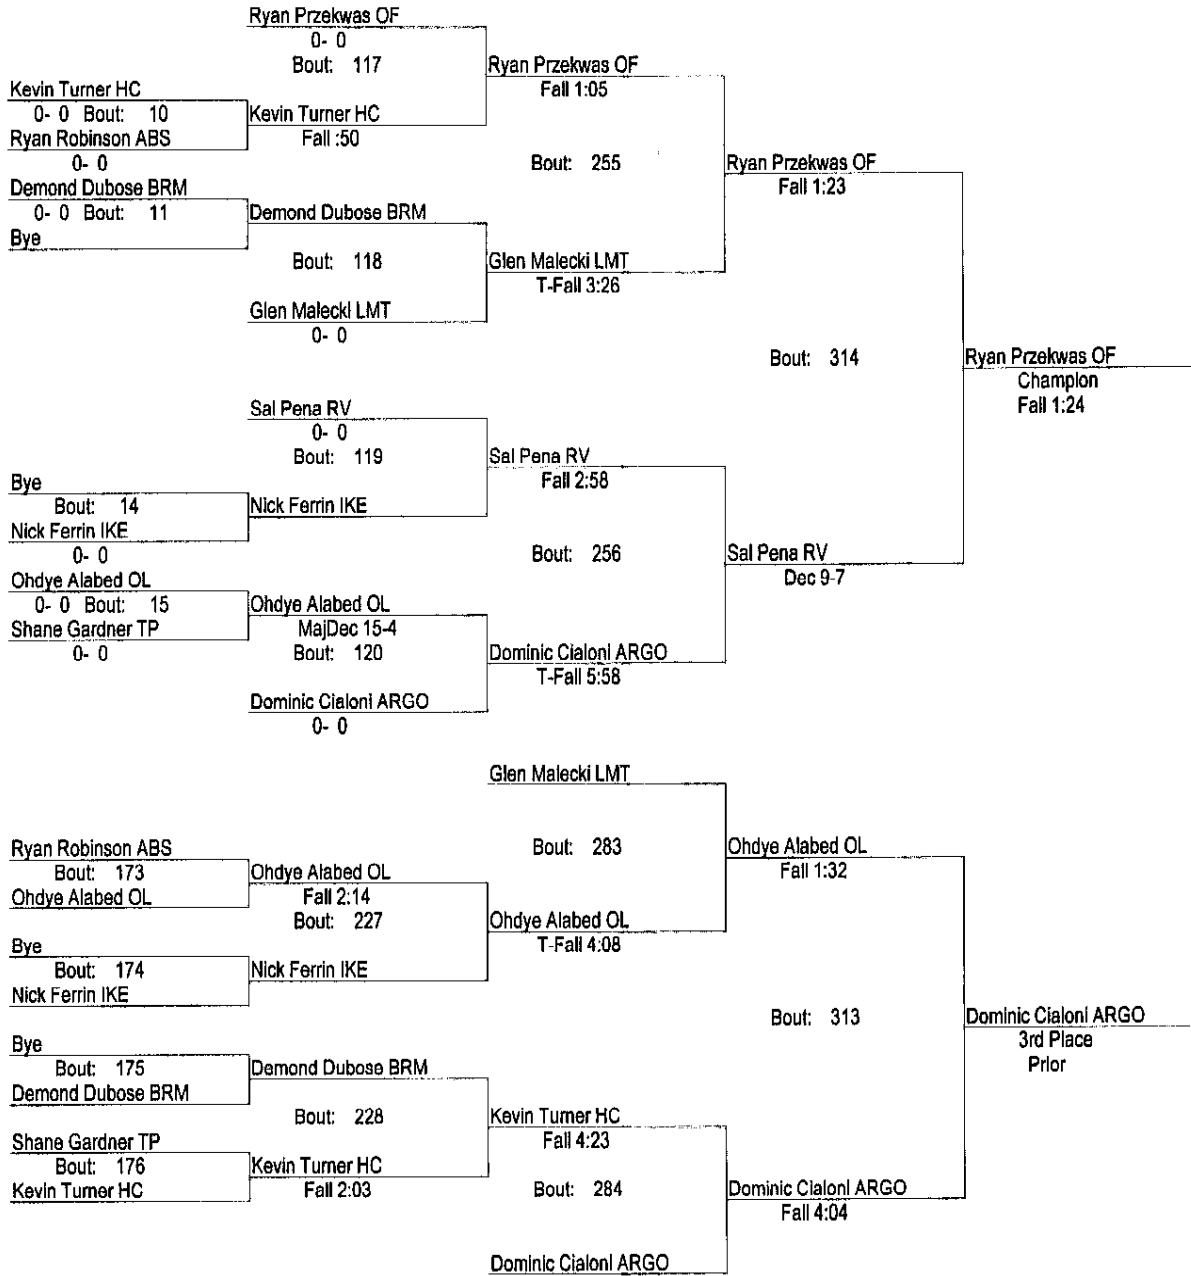 Ryan Przekwas OF
0- 0
Bout: 117
Ryan Przekwas OF
Fall 1:05
Kevin Turner HC
0- 0 Bout: 10
Kevin Turner HC
Fall :50
Ryan Robinson ABS
0- 0
Bout: 255
Ryan Przekwas OF
Fall 1:23
Demond Dubose BRM
0- 0 Bout: 11
Demond Dubose BRM
Bye
Bout: 118
Glen Malecki LMT
T-Fall 3:26
Glen Malecki LMT
0- 0
Bout: 314
Ryan Przekwas OF
Champion
Fall 1:24
Sal Pena RV
0- 0
Bout: 119
Sal Pena RV
Fall 2:58
Bye
Bout: 14
Nick Ferrin IKE
Nick Ferrin IKE
0- 0
Bout: 256
Sal Pena RV
Dec 9-7
Ohdye Alabed OL
0- 0 Bout: 15
Ohdye Alabed OL
MajDec 15-4
Shane Gardner TP
0- 0
Bout: 120
Dominic Cialoni ARGO
T-Fall 5:58
Dominic Cialoni ARGO
0- 0
Glen Malecki LMT
Ryan Robinson ABS
Bout: 173
Ohdye Alabed OL
Ohdye Alabed OL
Fall 2:14
Bout: 283
Ohdye Alabed OL
Fall 1:32
Bout: 227
Ohdye Alabed OL
T-Fall 4:08
Bye
Bout: 174
Nick Ferrin IKE
Nick Ferrin IKE
Bout: 313
Dominic Cialoni ARGO
3rd Place
Prior
Bye
Bout: 175
Demond Dubose BRM
Demond Dubose BRM
Bout: 228
Kevin Turner HC
Fall 4:23
Shane Gardner TP
Bout: 176
Kevin Turner HC
Kevin Turner HC
Fall 2:03
Bout: 284
Dominic Cialoni ARGO
Fall 4:04
Dominic Cialoni ARGO